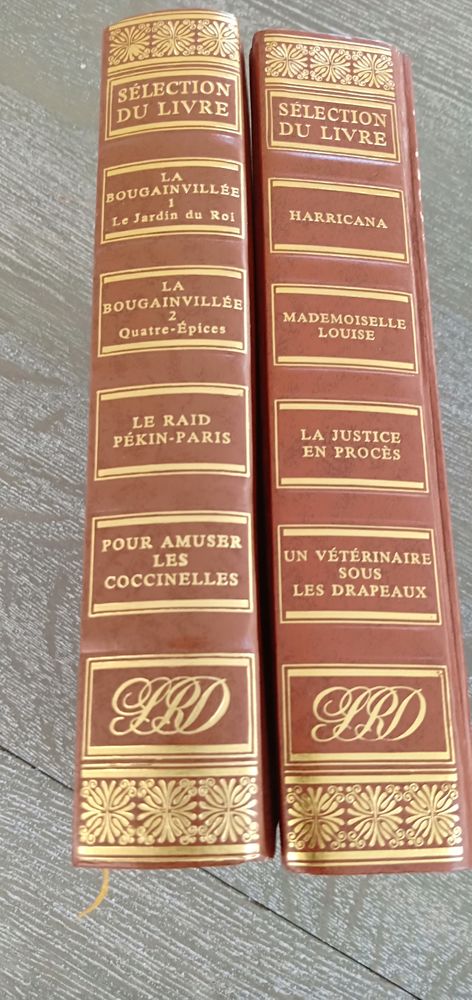 SÉLECTION
DU LIVRE
LA
BOUGAINVILLÉE
1
Le Jardin du Roi
LA
BOUGAINVILLÉE
2
Quatre-Épices
LE RAID
PÉKIN-PARIS
POUR AMUSER
LES
COCCINELLES
SRD
SÉLECTION
DU LIVRE
HARRICANA
MADEMOISELLE
LOUISE
LA JUSTICE
EN PROCÈS
UN VÉTÉRINAIRE
SOUS
LES DRAPEAUX
SRD